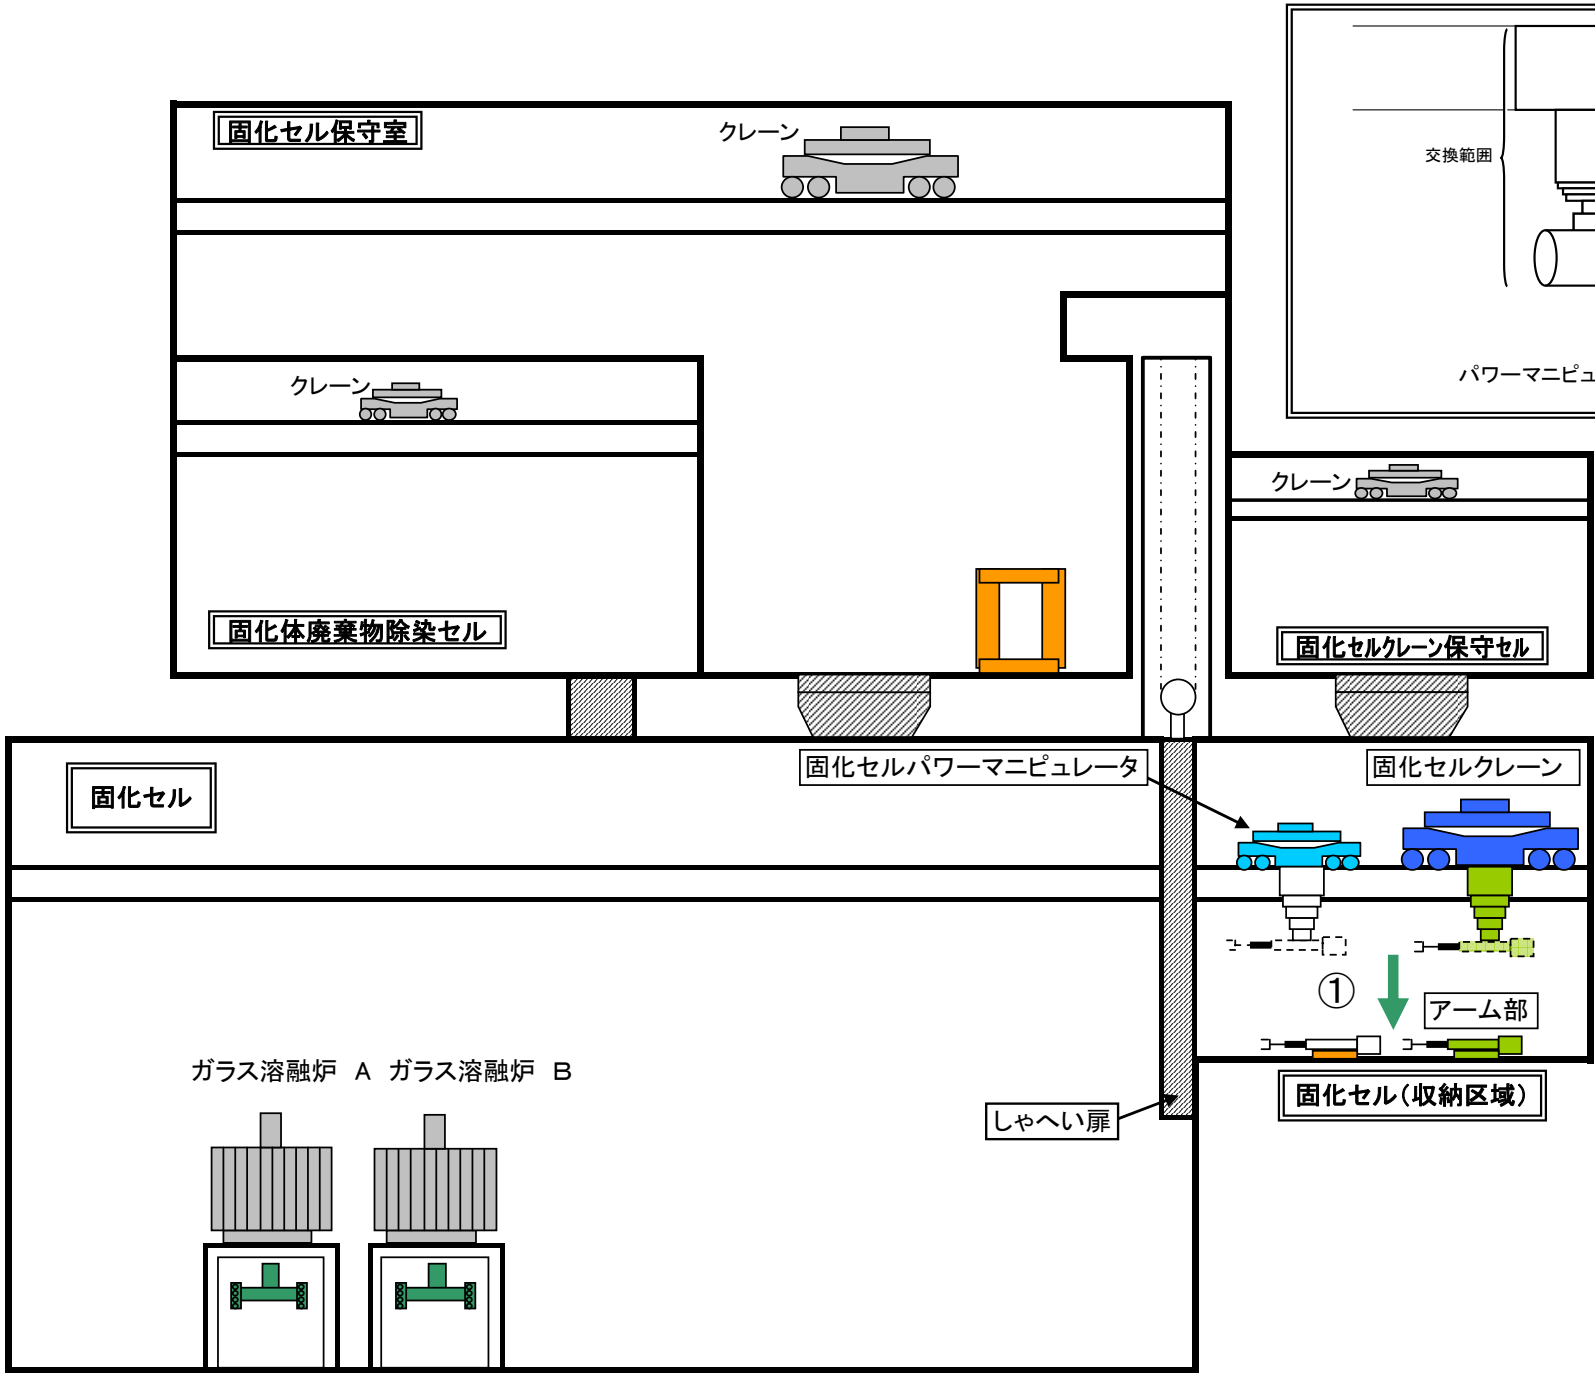 固化セル保守室
クレーン
交換範囲
パワーマニピュ
クレーン
クレーン
固化体廃棄物除染セル
固化セルクレーン保守セル
固化セル
固化セルパワーマニピュレータ
固化セルクレーン
①
アーム部
ガラス溶融炉 A ガラス溶融炉 B
しゃへい扉
固化セル(収納区域)